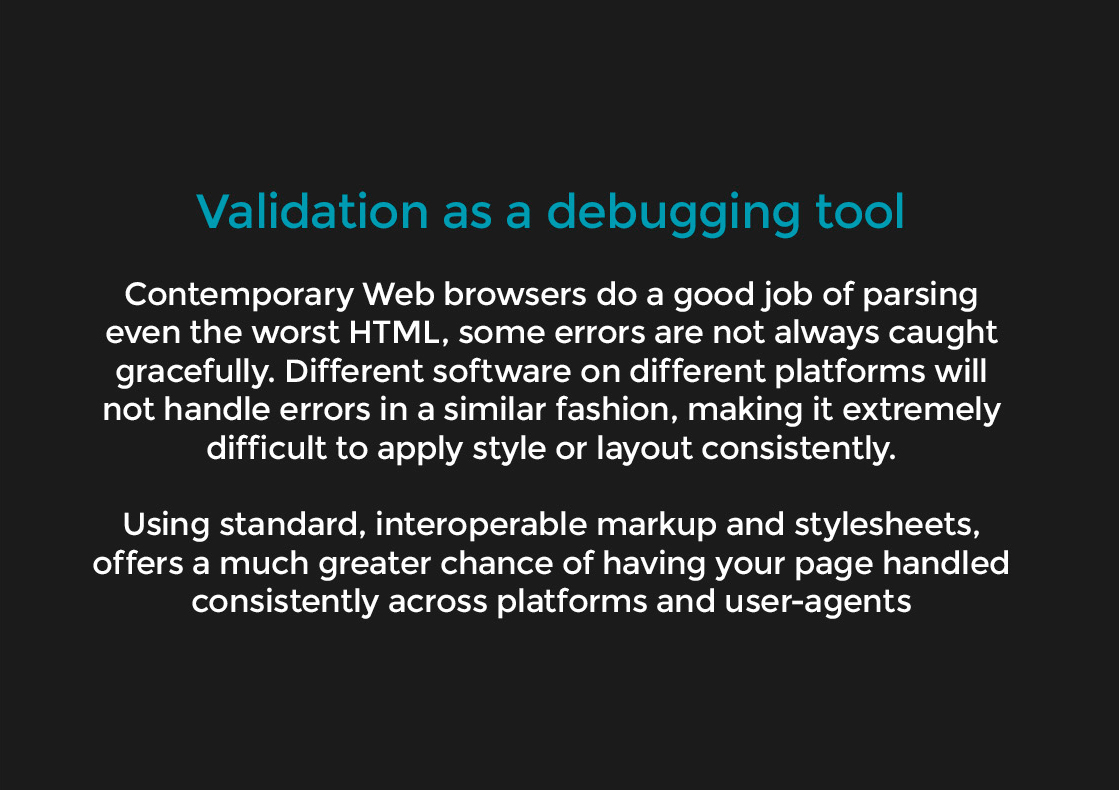 Validation as a debugging tool
Contemporary Web browsers do a good job of parsing
even the worst HTML, some errors are not always caught
gracefully. Different software on different platforms will
not handle errors in a similar fashion, making it extremely
difficult to apply style or layout consistently.
Using standard, interoperable markup and stylesheets,
offers a much greater chance of having your page handled
consistently across platforms and user-agents